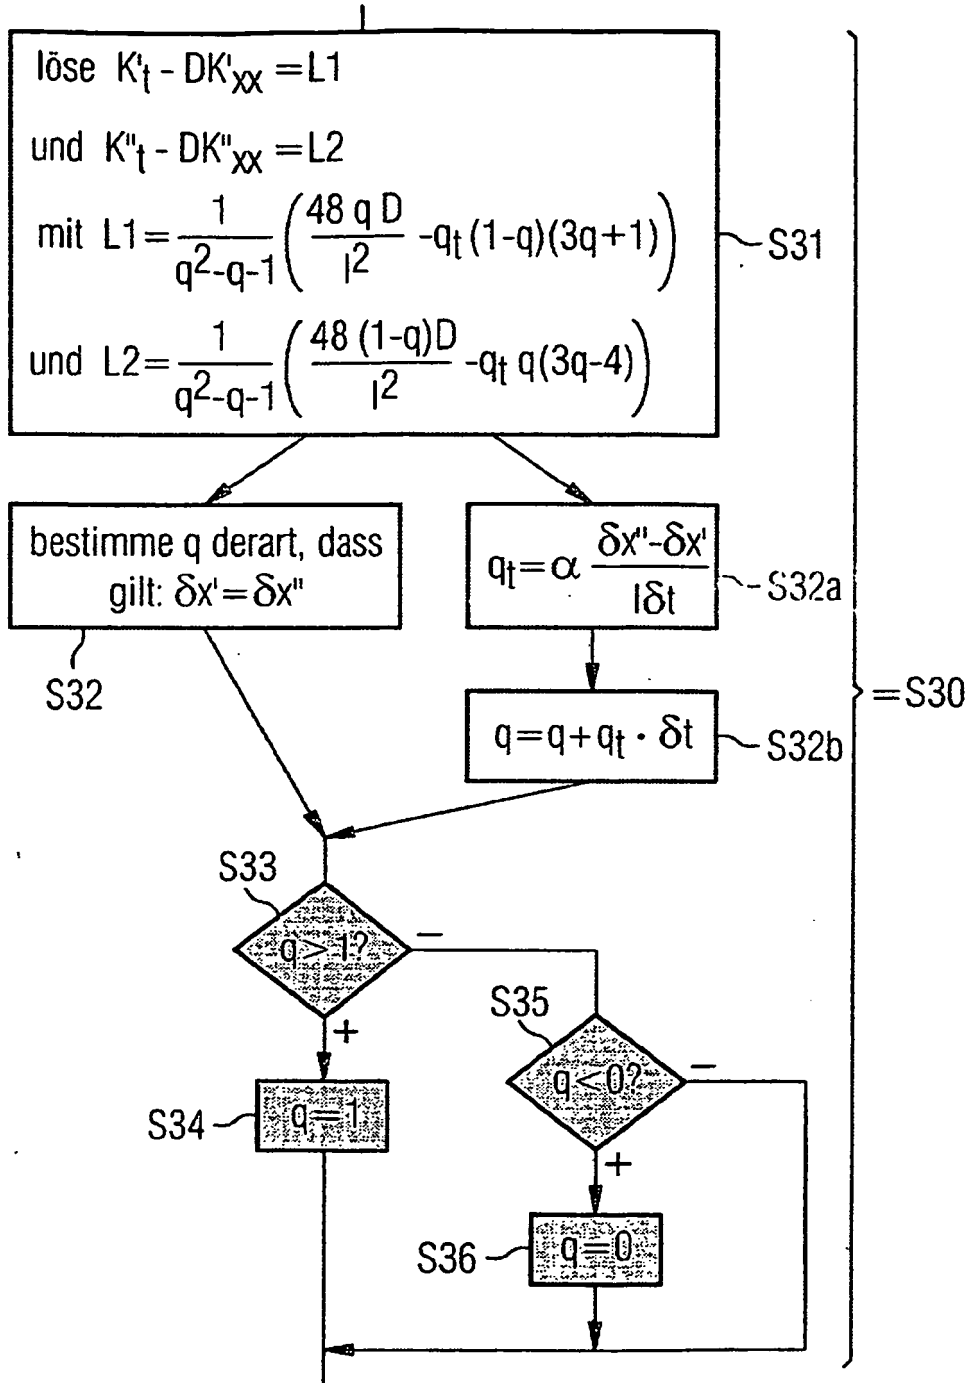 löse K't - DK'xx = L1
und K"t - DK"xx = L2
mit L1 = 1/(q²-q-1) (48 q D/l² - qt (1-q)(3q+1))
S31
und L2 = 1/(q²-q-1) (48 (1-q)D/l² - qt q(3q-4))
bestimme q derart, dass
gilt: δx' = δx"
S32
qt = α (δx"-δx')/(lδt)
S32a
q = q + qt · δt
S32b
= S30
S33
q > 1?
−
+
S34
q = 1
S35
q < 0?
−
+
S36
q = 0